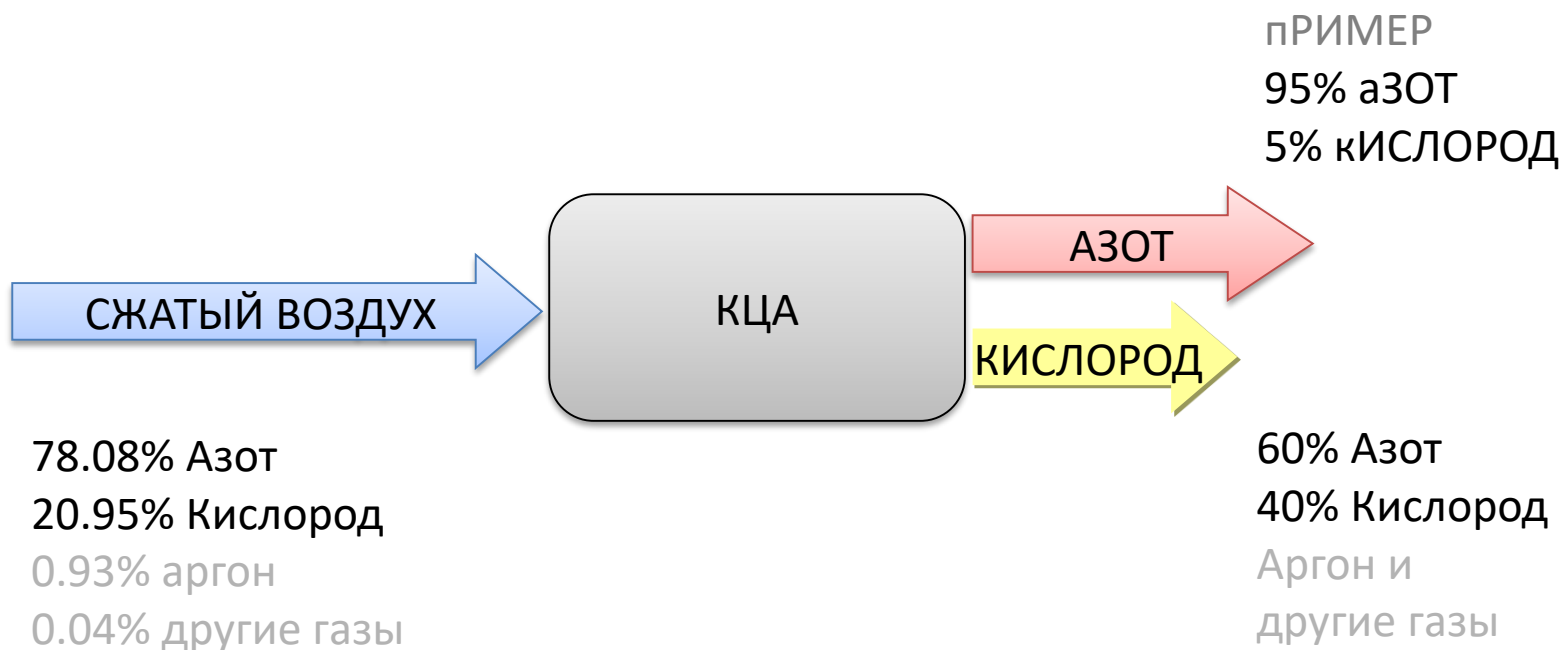 пРИМЕР
95% аЗОТ
5% кИСЛОРОД
АЗОТ
СЖАТЫЙ ВОЗДУХ
КЦА
КИСЛОРОД
78.08% Азот
20.95% Кислород
0.93% аргон
0.04% другие газы
60% Азот
40% Кислород
Аргон и
другие газы